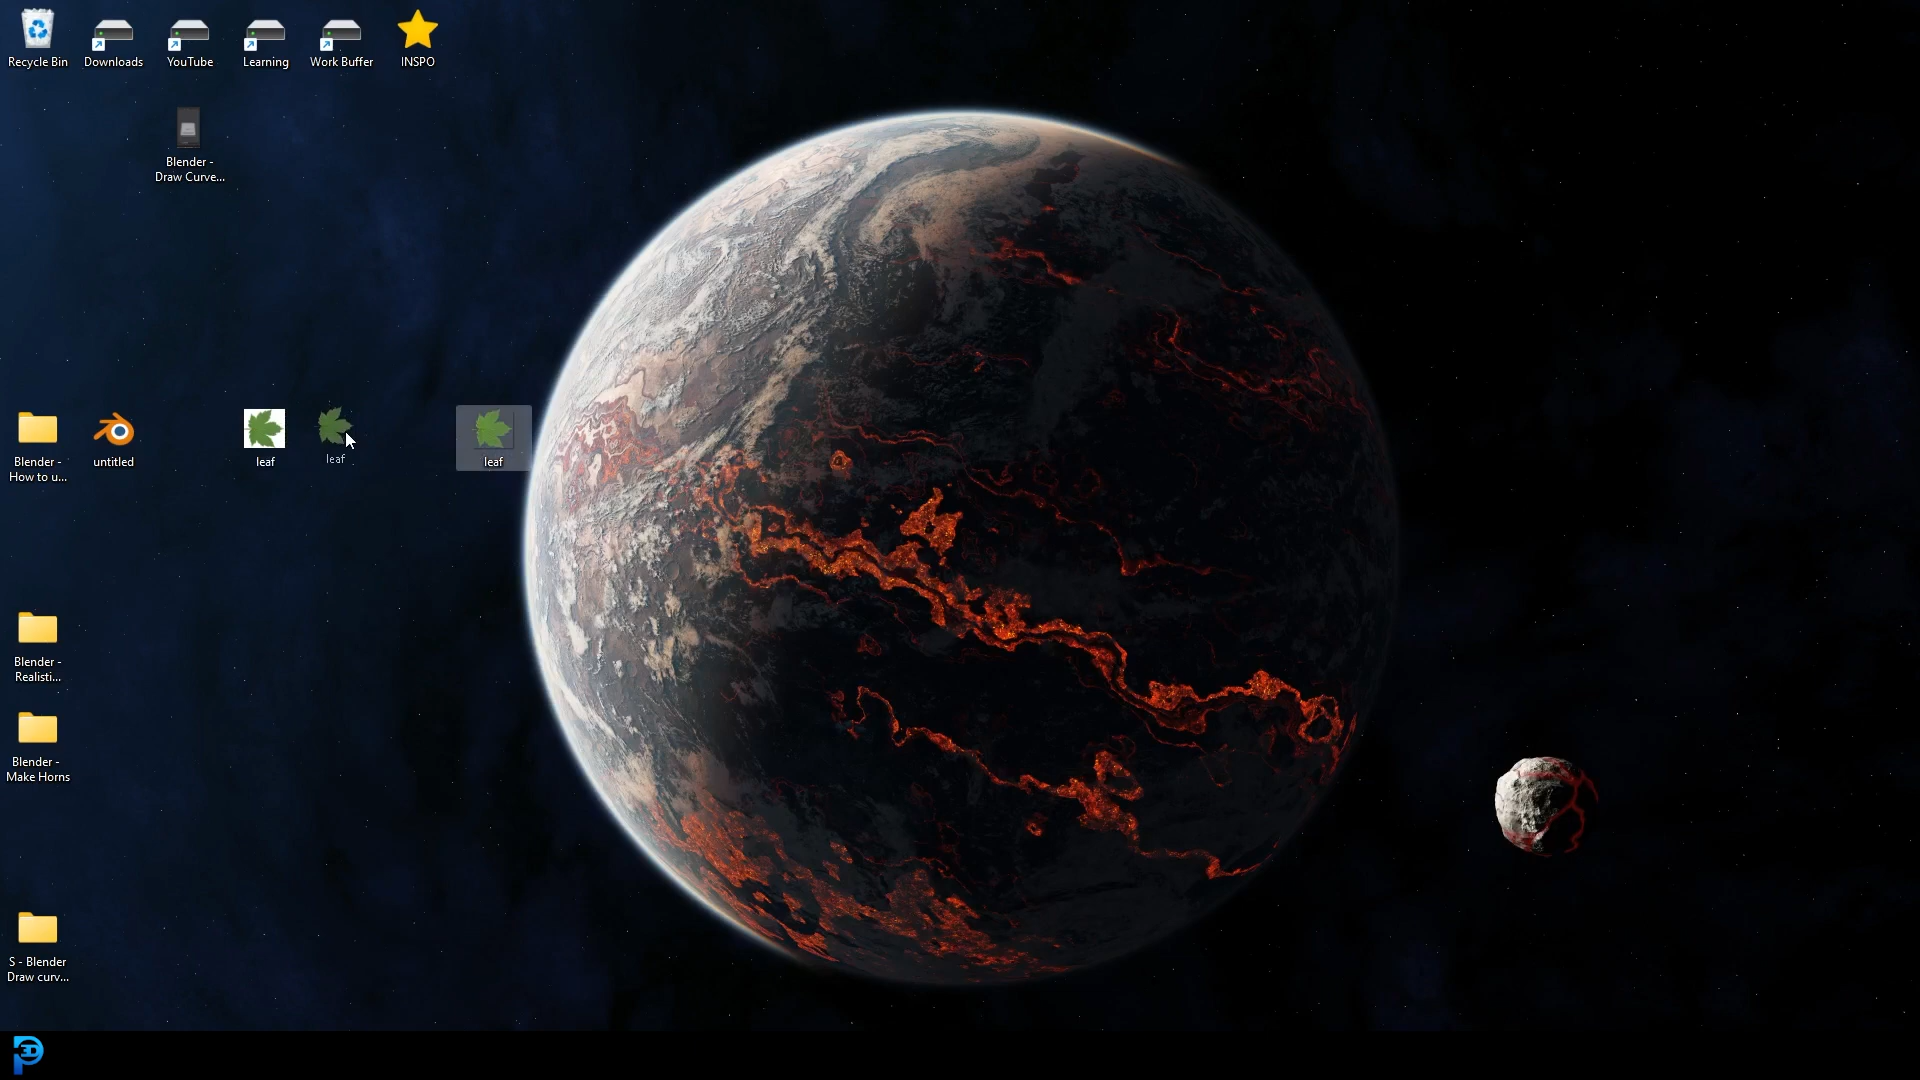 Recycle Bin
Downloads
YouTube
Learning
Work Buffer
INSPO
Blender -
Draw Curve...
Blender -
How to u...
untitled
leaf
leaf
leaf
Blender -
Realisti...
Blender -
Make Horns
S - Blender
Draw curv...
3D